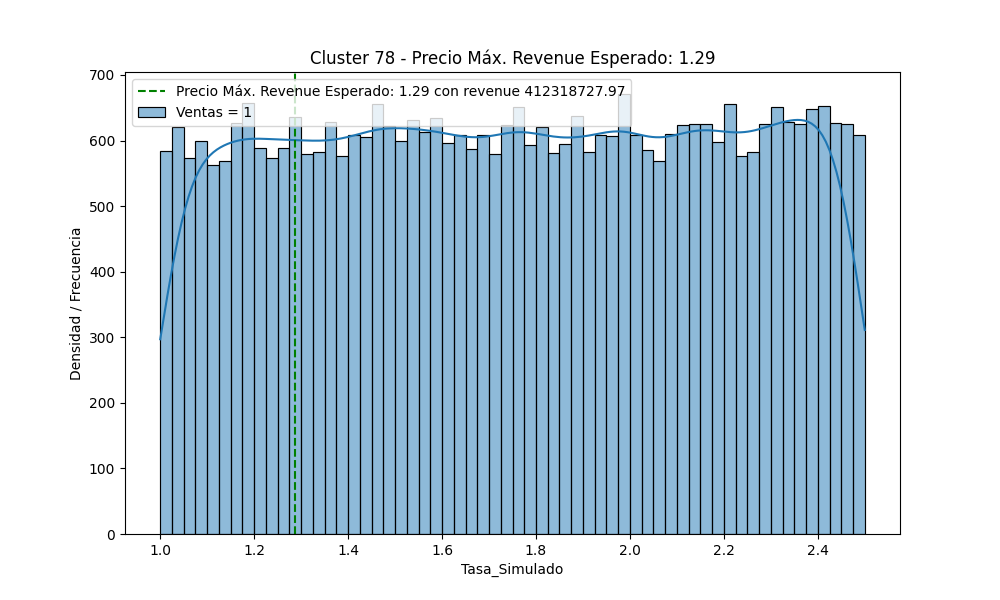 Cluster 78 - Precio Máx. Revenue Esperado: 1.29
Precio Máx. Revenue Esperado: 1.29 con revenue 412318727.97
Ventas = 1
Densidad / Frecuencia
700
600
500
400
300
200
100
0
1.0 1.2 1.4 1.6 1.8 2.0 2.2 2.4
Tasa_Simulado